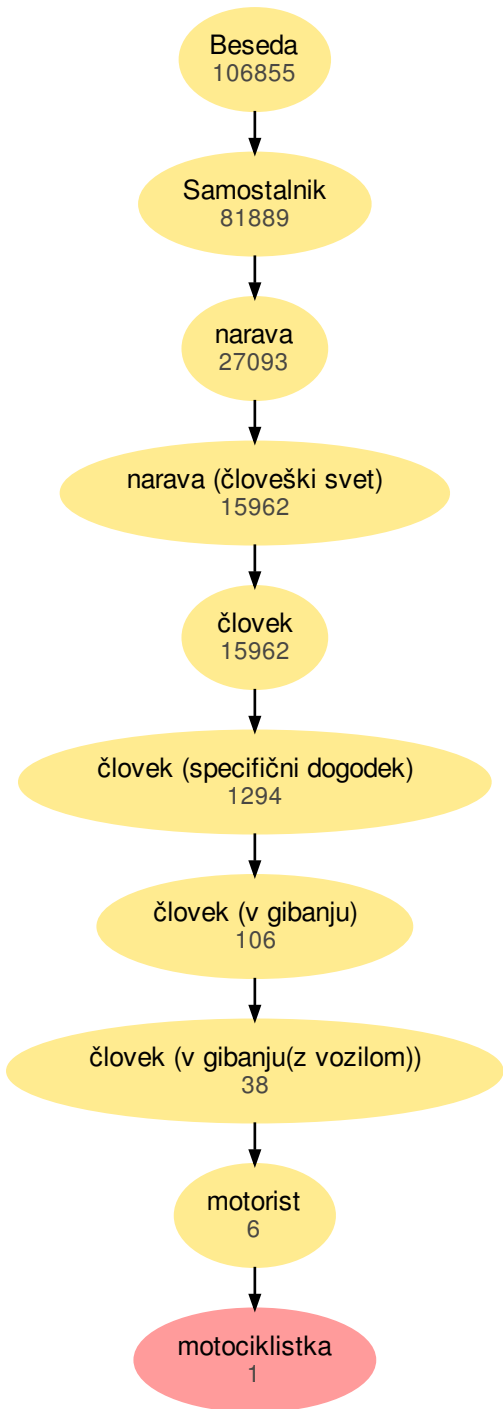 Beseda
106855
Samostalnik
81889
narava
27093
narava (človeški svet)
15962
človek
15962
človek (specifični dogodek)
1294
človek (v gibanju)
106
človek (v gibanju(z vozilom))
38
motorist
6
motociklistka
1